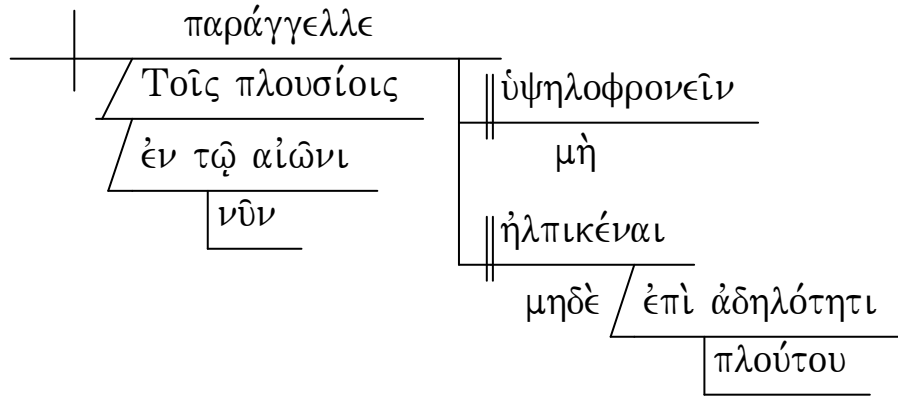 παράγγελλε
Τοῖς πλουσίοις
ὑψηλοφρονεῖν
ἐν τῷ αἰῶνι
μὴ
νῦν
ἠλπικέναι
μηδὲ ἐπὶ ἀδηλότητι
πλούτου